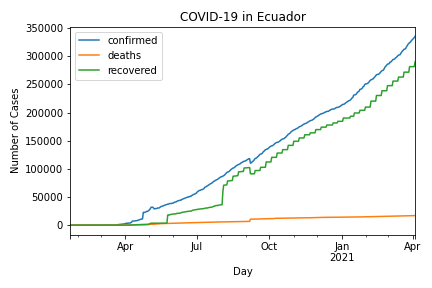 COVID-19 in Ecuador
350000
300000
250000
200000
150000
100000
50000
0
Number of Cases
confirmed
deaths
recovered
Apr
Jul
Oct
Jan
2021
Apr
Day